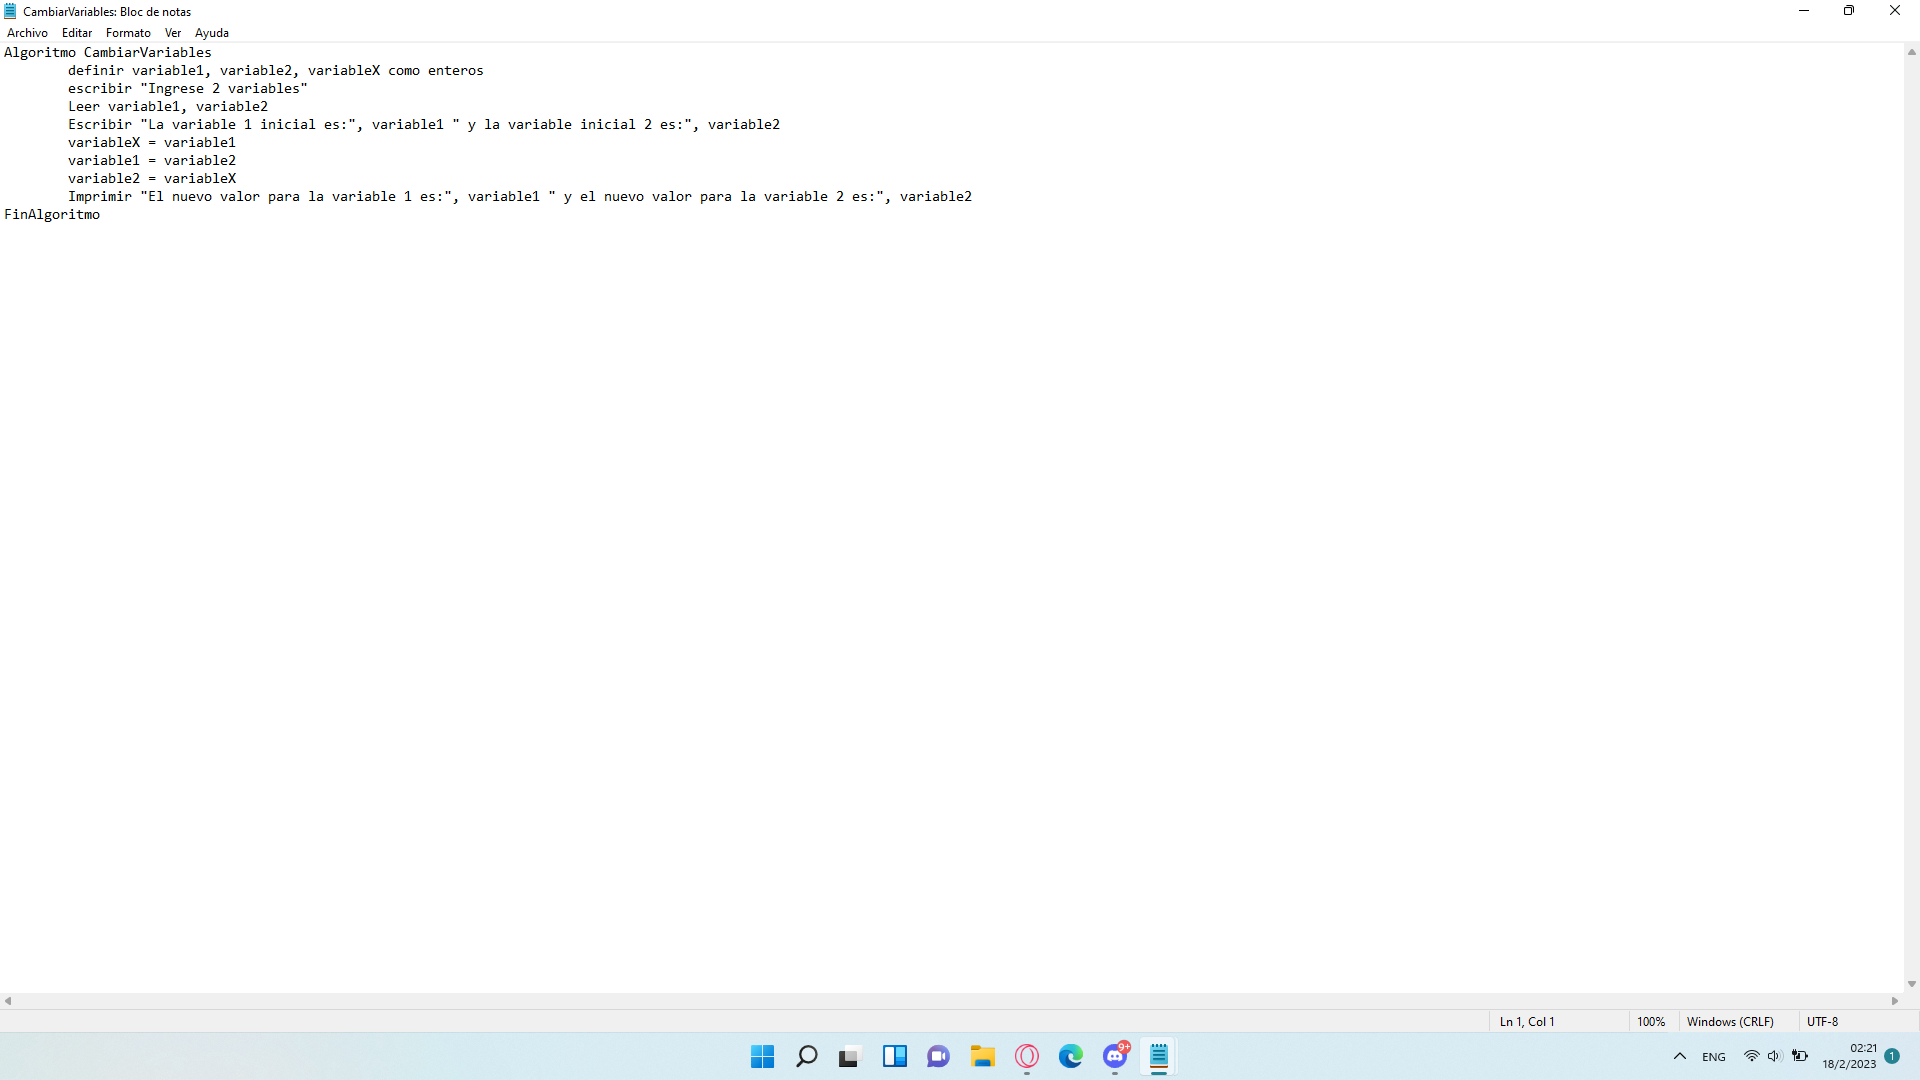 CambiarVariables: Bloc de notas
Archivo Editar Formato Ver Ayuda
Algoritmo CambiarVariables
definir variable1, variable2, variableX como enteros
escribir "Ingrese 2 variables"
Leer variable1, variable2
Escribir "La variable 1 inicial es:", variable1 " y la variable inicial 2 es:", variable2
variableX = variable1
variable1 = variable2
variable2 = variableX
Imprimir "El nuevo valor para la variable 1 es:", variable1 " y el nuevo valor para la variable 2 es:", variable2
FinAlgoritmo
Ln 1, Col 1 100% Windows (CRLF) UTF-8
9+
ENG
02:21
18/2/2023
1